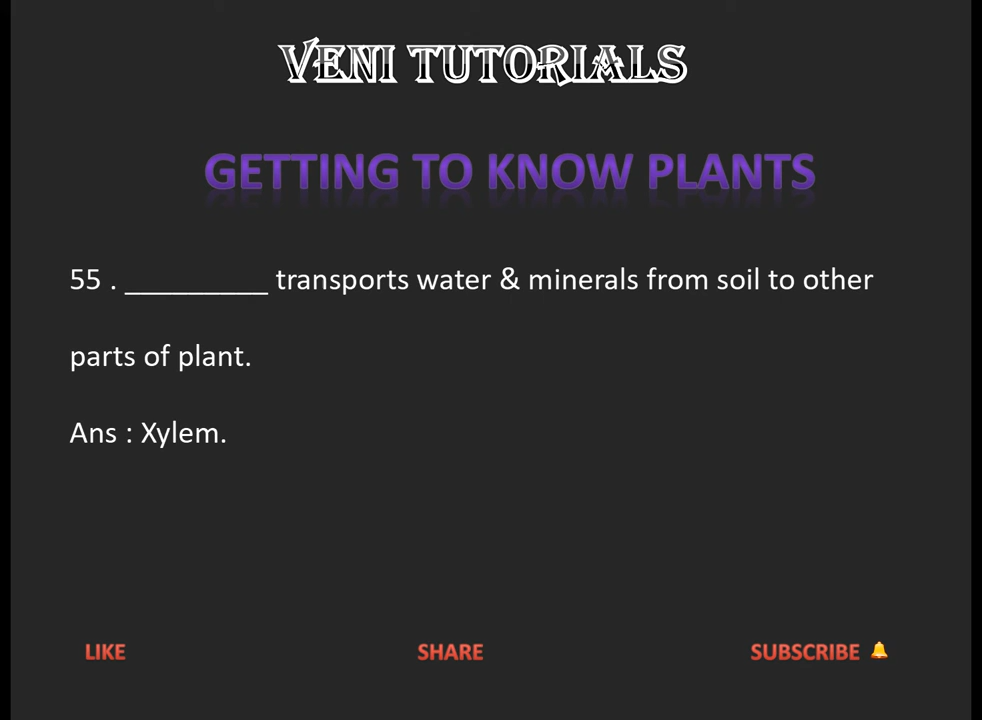 VENI TUTORIALS
GETTING TO KNOW PLANTS
55 . _________ transports water & minerals from soil to other
parts of plant.
Ans : Xylem.
LIKE SHARE SUBSCRIBE 🔔